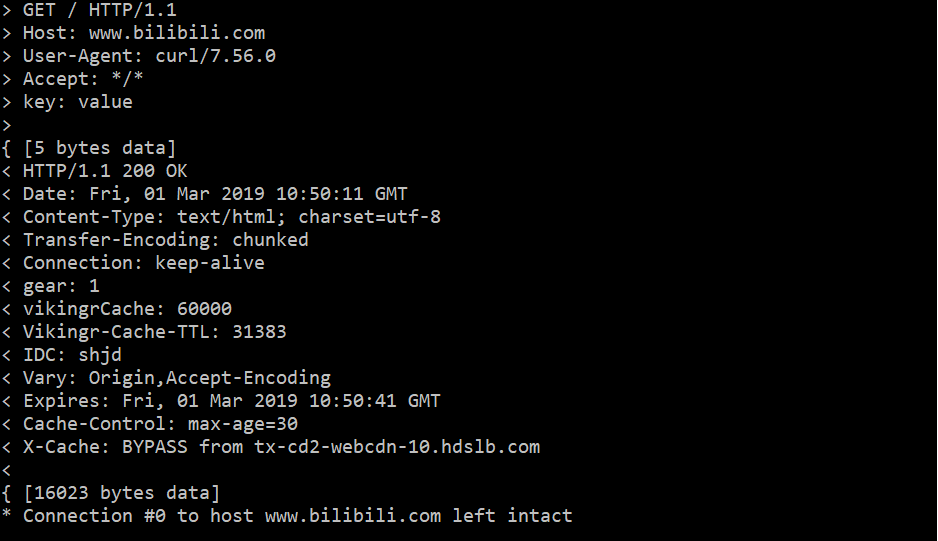 > GET / HTTP/1.1
> Host: www.bilibili.com
> User-Agent: curl/7.56.0
> Accept: */*
> key: value
>
{ [5 bytes data]
< HTTP/1.1 200 OK
< Date: Fri, 01 Mar 2019 10:50:11 GMT
< Content-Type: text/html; charset=utf-8
< Transfer-Encoding: chunked
< Connection: keep-alive
< gear: 1
< vikingrCache: 60000
< Vikingr-Cache-TTL: 31383
< IDC: shjd
< Vary: Origin,Accept-Encoding
< Expires: Fri, 01 Mar 2019 10:50:41 GMT
< Cache-Control: max-age=30
< X-Cache: BYPASS from tx-cd2-webcdn-10.hdslb.com
<
{ [16023 bytes data]
* Connection #0 to host www.bilibili.com left intact